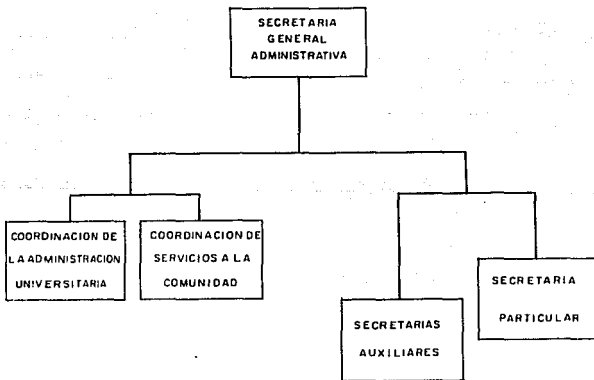 SECRETARIA
GENERAL
ADMINISTRATIVA
COORDINACION DE
LA ADMINISTRACION
UNIVERSITARIA
COORDINACION DE
SERVICIOS A LA
COMUNIDAD
SECRETARIAS
AUXILIARES
SECRETARIA
PARTICULAR